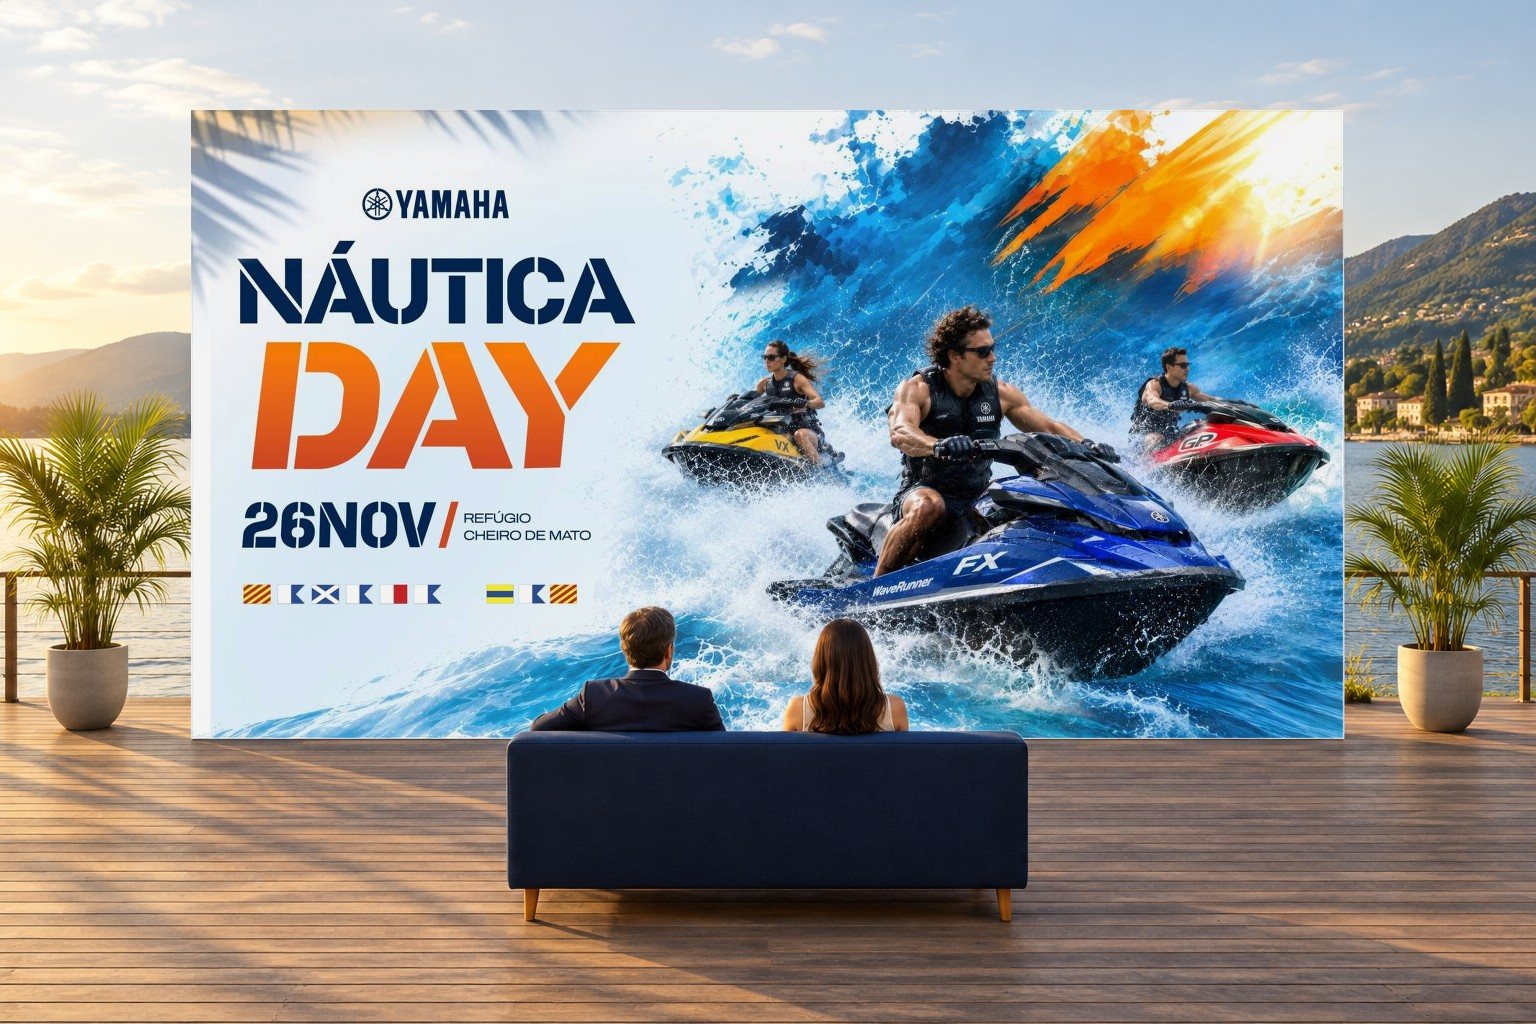 YAMAHA
NÁUTICA
DAY
26NOV/ REFÚGIO
CHEIRO DE MATO
VX
YAMAHA
GP
FX
WaveRunner